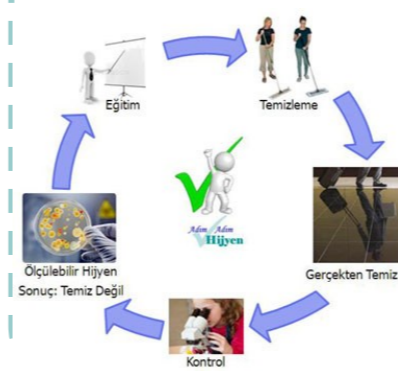 Eğitim
Temizleme
Adım Adım
Hijyen
Ölçülebilir Hijyen
Sonuç: Temiz Değil
Gerçekten Temiz
Kontrol